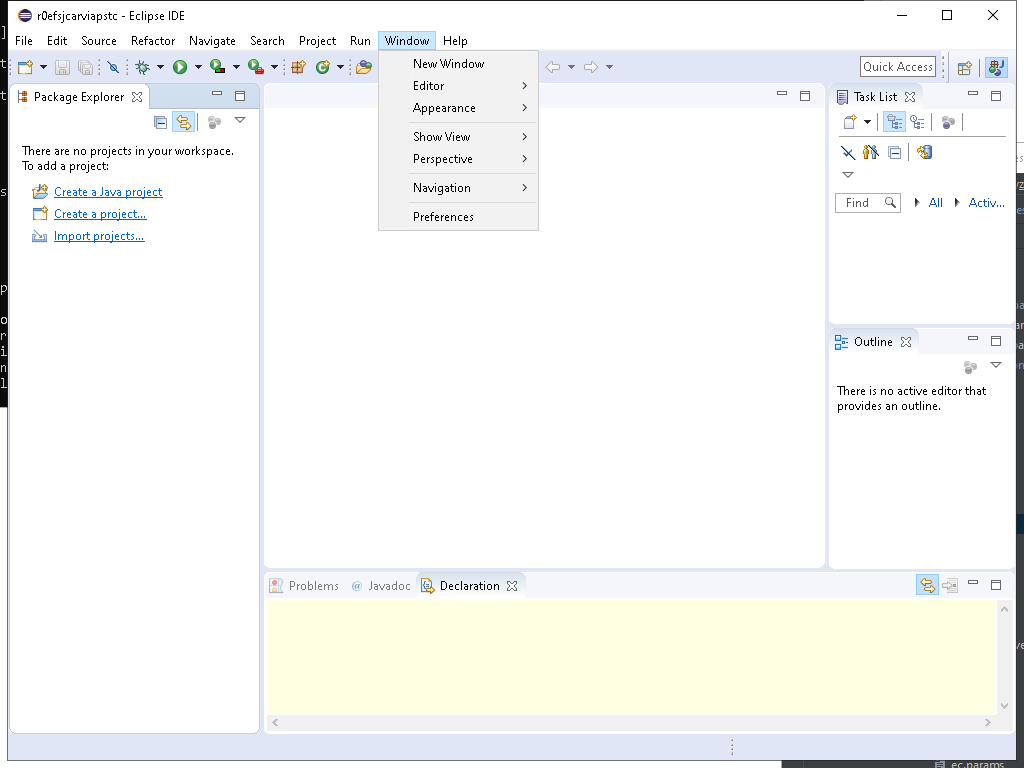 r0efsjcarviapstc - Eclipse IDE
File Edit Source Refactor Navigate Search Project Run Window Help
Quick Access
New Window
Editor
Appearance
Show View
Perspective
Navigation
Preferences
Package Explorer
There are no projects in your workspace.
To add a project:
Create a Java project
Create a project...
Import projects...
Task List
Find All Activ...
Outline
There is no active editor that
provides an outline.
Problems @ Javadoc Declaration
ec.params